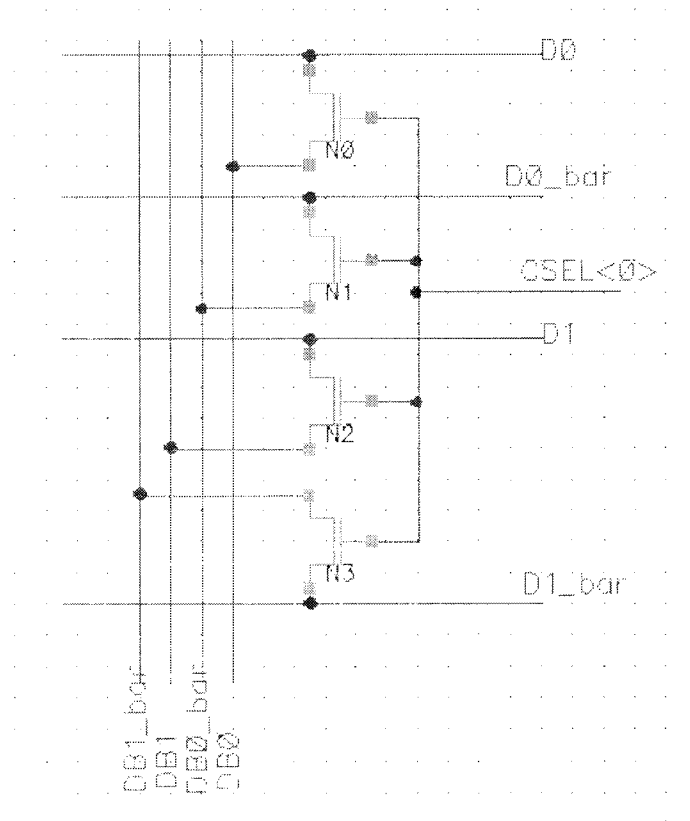 D0
N0
D0_bar
CSEL<0>
N1
D1
N2
N3
D1_bar
DB1_bar
DB1
DB0_bar
DB0